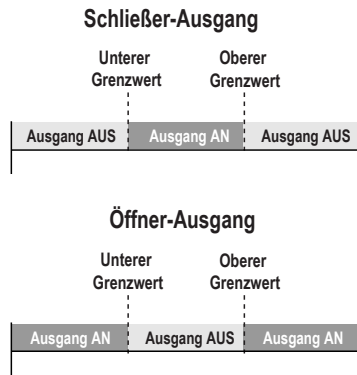 Schließer-Ausgang
Unterer Grenzwert
Oberer Grenzwert
Ausgang AUS Ausgang AN Ausgang AUS
Öffner-Ausgang
Unterer Grenzwert
Oberer Grenzwert
Ausgang AN Ausgang AUS Ausgang AN